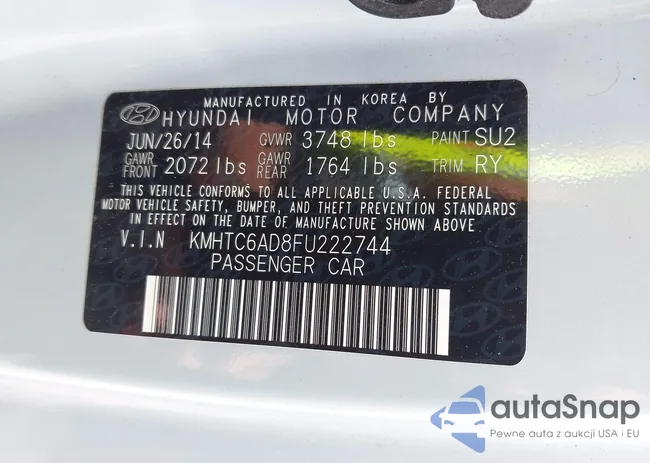 MANUFACTURED IN KOREA BY
HYUNDAI MOTOR COMPANY
JUN/26/14 GVWR 3748 lbs PAINT SU2
GAWR FRONT 2072 lbs GAWR REAR 1764 lbs TRIM RY
THIS VEHICLE CONFORMS TO ALL APPLICABLE U.S.A. FEDERAL
MOTOR VEHICLE SAFETY, BUMPER, AND THEFT PREVENTION STANDARDS
IN EFFECT ON THE DATE OF MANUFACTURE SHOWN ABOVE.
V.I.N KMHTC6AD8FU222744
PASSENGER CAR
autaSnap
Pewne auta z aukcji USA i EU